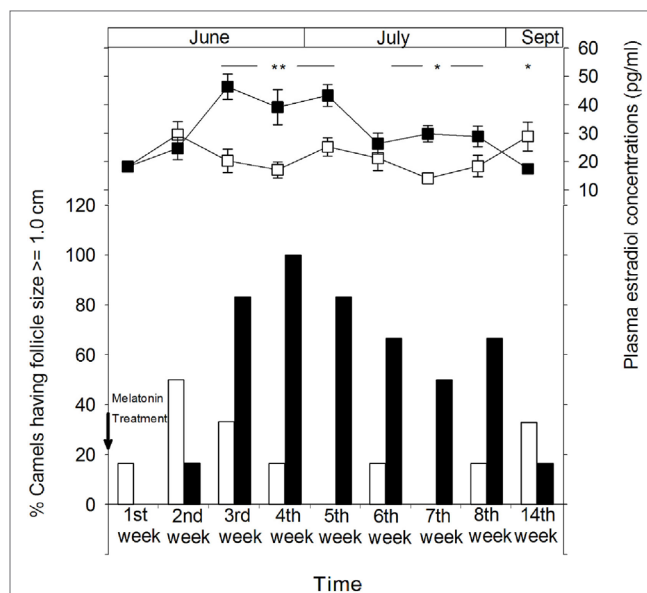 June July Sept
** * *
60
50
40
30
20
10
Plasma estradiol concentrations (pg/ml)
120
100
80
60
40
20
0
% Camels having follicle size >= 1.0 cm
Melatonin
Treatment
1st 2nd 3rd 4th 5th 6th 7th 8th 14th
week week week week week week week week week
Time